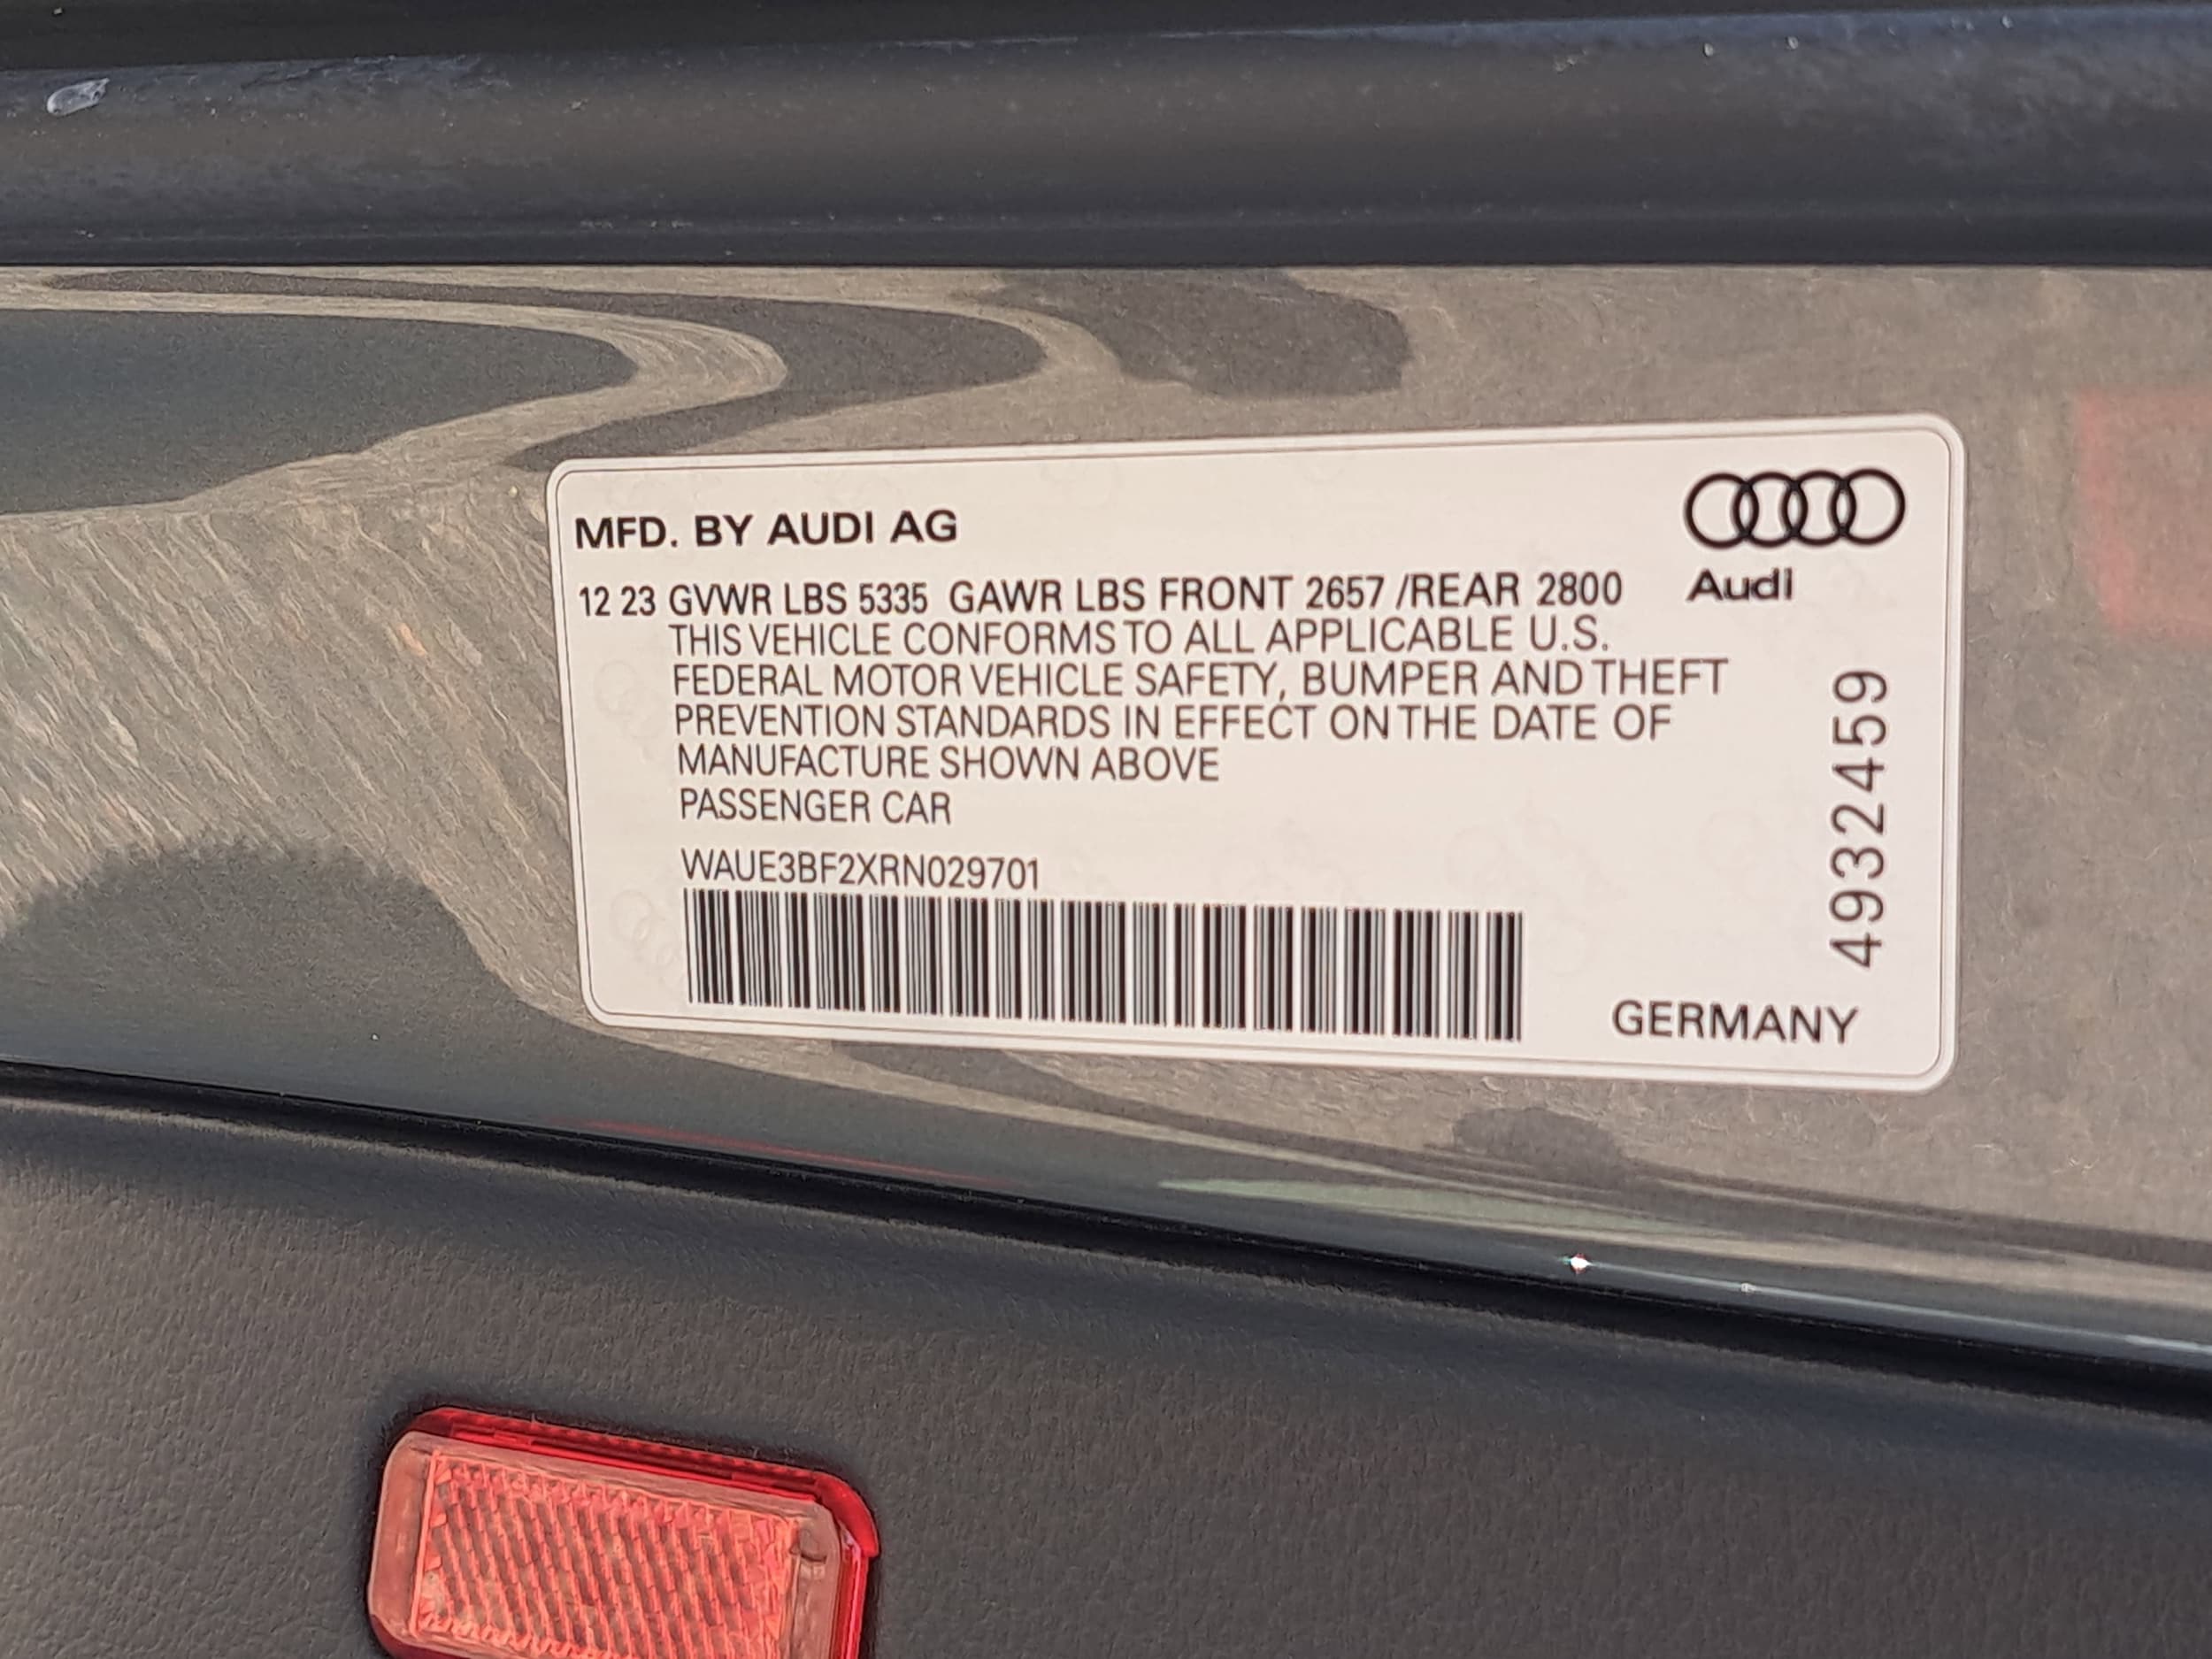 MFD. BY AUDI AG
Audi
12 23 GVWR LBS 5335 GAWR LBS FRONT 2657 /REAR 2800
THIS VEHICLE CONFORMS TO ALL APPLICABLE U.S.
FEDERAL MOTOR VEHICLE SAFETY, BUMPER AND THEFT
PREVENTION STANDARDS IN EFFECT ON THE DATE OF
MANUFACTURE SHOWN ABOVE
PASSENGER CAR
WAUE3BF2XRN029701
4932459
GERMANY